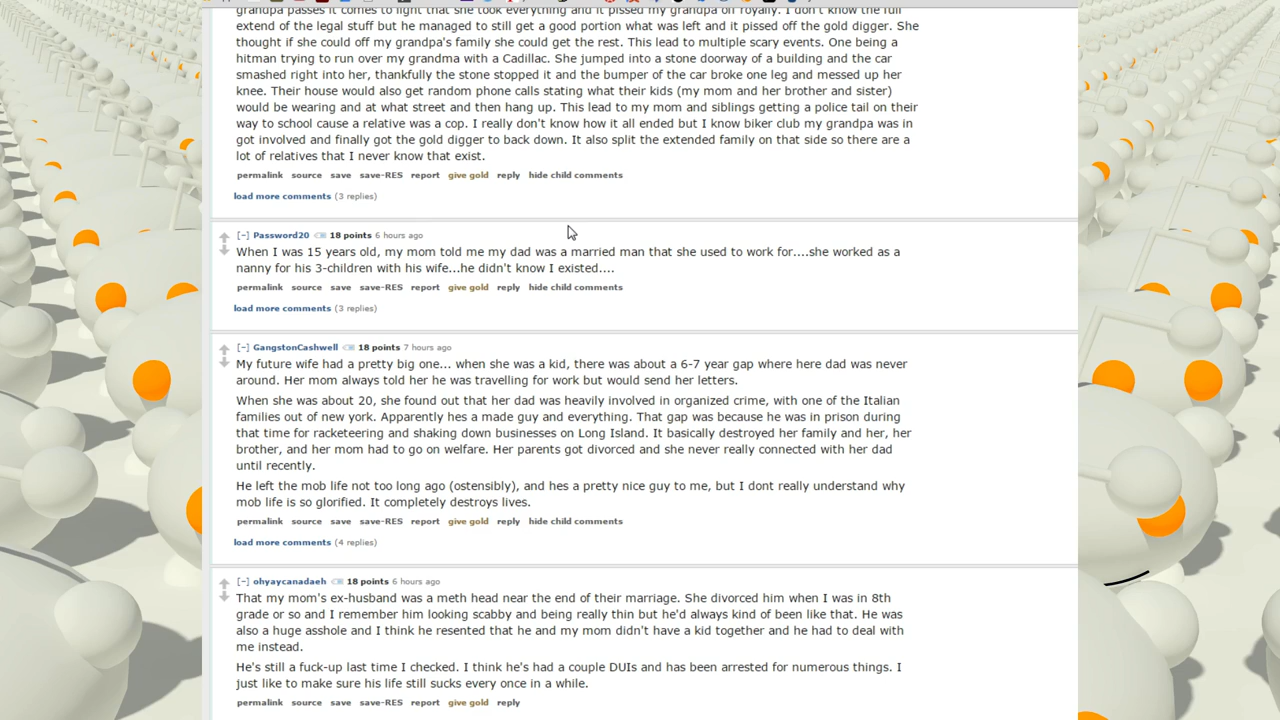 grandpa passes it comes to light that she took everything and it pissed my grandpa off royally. I don't know the full
extend of the legal stuff but he managed to still get a good portion what was left and it pissed off the gold digger. She
thought if she could off my grandpa's family she could get the rest. This lead to multiple scary events. One being a
hitman trying to run over my grandma with a Cadillac. She jumped into a stone doorway of a building and the car
smashed right into her, thankfully the stone stopped it and the bumper of the car broke one leg and messed up her
knee. Their house would also get random phone calls stating what their kids (my mom and her brother and sister)
would be wearing and at what street and then hang up. This lead to my mom and siblings getting a police tail on their
way to school cause a relative was a cop. I really don't know how it all ended but I know biker club my grandpa was in
got involved and finally got the gold digger to back down. It also split the extended family on that side so there are a
lot of relatives that I never know that exist.
permalink source save save-RES report give gold reply hide child comments
load more comments (3 replies)
[–] Password20 18 points 6 hours ago
When I was 15 years old, my mom told me my dad was a married man that she used to work for....she worked as a
nanny for his 3-children with his wife...he didn't know I existed....
permalink source save save-RES report give gold reply hide child comments
load more comments (3 replies)
[–] GangstonCashwell 18 points 7 hours ago
My future wife had a pretty big one... when she was a kid, there was about a 6-7 year gap where here dad was never
around. Her mom always told her he was travelling for work but would send her letters.
When she was about 20, she found out that her dad was heavily involved in organized crime, with one of the Italian
families out of new york. Apparently hes a made guy and everything. That gap was because he was in prison during
that time for racketeering and shaking down businesses on Long Island. It basically destroyed her family and her, her
brother, and her mom had to go on welfare. Her parents got divorced and she never really connected with her dad
until recently.
He left the mob life not too long ago (ostensibly), and hes a pretty nice guy to me, but I dont really understand why
mob life is so glorified. It completely destroys lives.
permalink source save save-RES report give gold reply hide child comments
load more comments (4 replies)
[–] ohyaycanadaeh 18 points 6 hours ago
That my mom's ex-husband was a meth head near the end of their marriage. She divorced him when I was in 8th
grade or so and I remember him looking scabby and being really thin but he'd always kind of been like that. He was
also a huge asshole and I think he resented that he and my mom didn't have a kid together and he had to deal with
me instead.
He's still a fuck-up last time I checked. I think he's had a couple DUIs and has been arrested for numerous things. I
just like to make sure his life still sucks every once in a while.
permalink source save save-RES report give gold reply